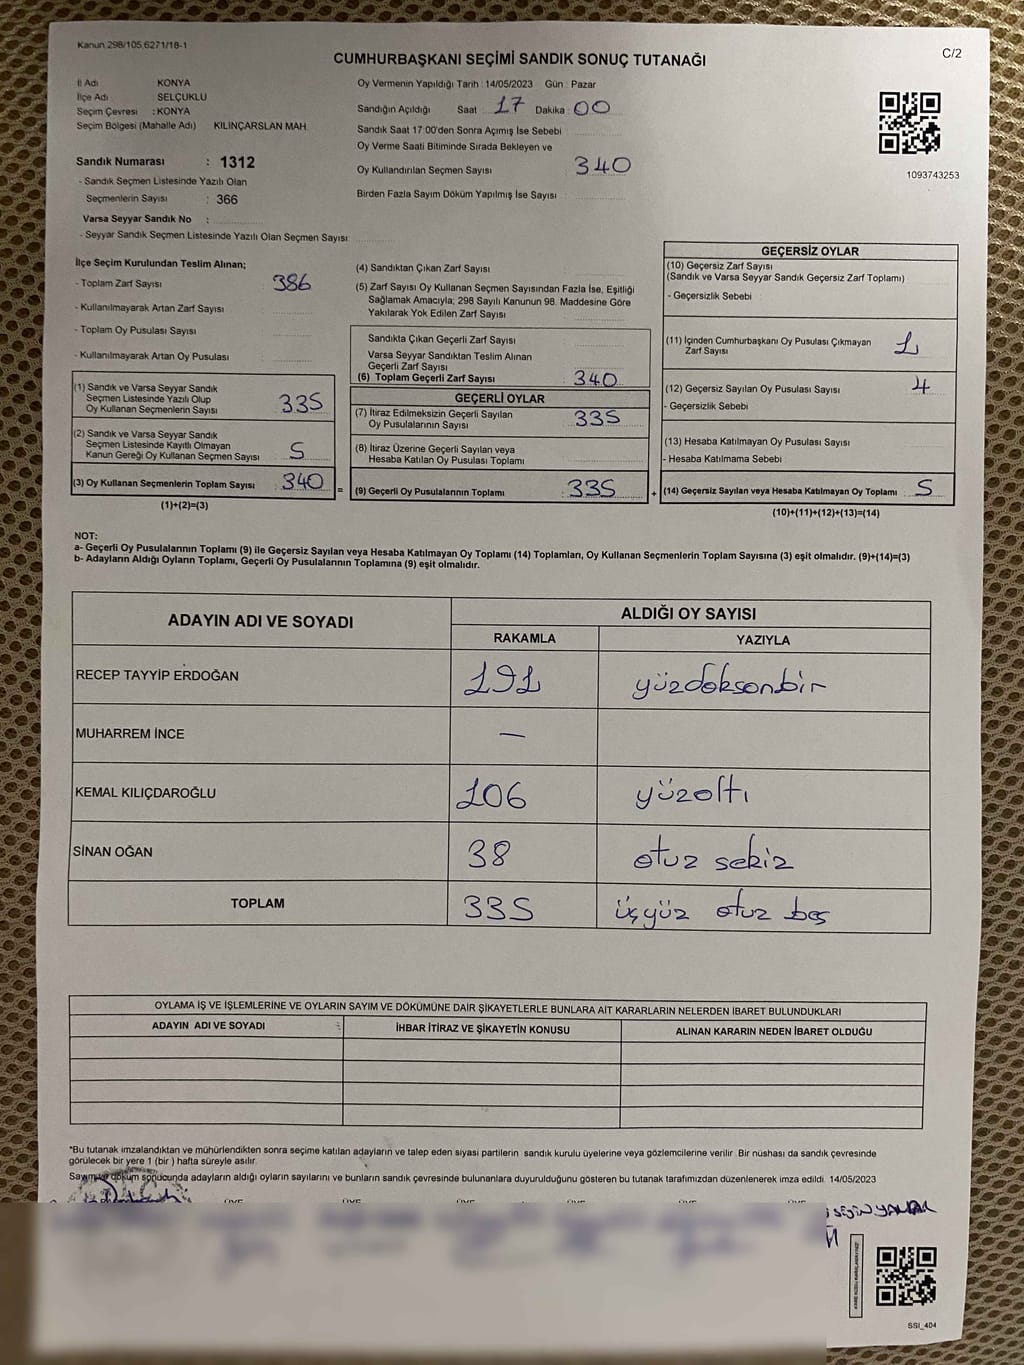 Kanun 298/105,6271/18-1
C/2
CUMHURBAŞKANI SEÇİMİ SANDIK SONUÇ TUTANAĞI
İl Adı KONYA
İlçe Adı SELÇUKLU
Seçim Çevresi : KONYA
Seçim Bölgesi (Mahalle Adı) KILINÇARSLAN MAH.
Sandık Numarası : 1312
- Sandık Seçmen Listesinde Yazılı Olan
Seçmenlerin Sayısı : 366
Varsa Seyyar Sandık No :
- Seyyar Sandık Seçmen Listesinde Yazılı Olan Seçmen Sayısı:
Oy Vermenin Yapıldığı Tarih : 14/05/2023 Gün : Pazar
Sandığın Açıldığı Saat : 17 Dakika : 00
Sandık Saat 17:00'den Sonra Açımış İse Sebebi
Oy Verme Saati Bitiminde Sırada Bekleyen ve
Oy Kullandırılan Seçmen Sayısı 340
Birden Fazla Sayım Döküm Yapılmış İse Sayısı
1093743253
İlçe Seçim Kurulundan Teslim Alınan;
- Toplam Zarf Sayısı 386
- Kullanılmayarak Artan Zarf Sayısı
- Toplam Oy Pusulası Sayısı
- Kullanılmayarak Artan Oy Pusulası
(1) Sandık ve Varsa Seyyar Sandık
Seçmen Listesinde Yazılı Olup
Oy Kullanan Seçmenlerin Sayısı 335
(2) Sandık ve Varsa Seyyar Sandık
Seçmen Listesinde Kayıtlı Olmayan
Kanun Gereği Oy Kullanan Seçmen Sayısı 5
(3) Oy Kullanan Seçmenlerin Toplam Sayısı 340 =
(1)+(2)=(3)
(4) Sandıktan Çıkan Zarf Sayısı
(5) Zarf Sayısı Oy Kullanan Seçmen Sayısından Fazla İse, Eşitliği
Sağlamak Amacıyla; 298 Sayılı Kanunun 98. Maddesine Göre
Yakılarak Yok Edilen Zarf Sayısı
Sandıkta Çıkan Geçerli Zarf Sayısı
Varsa Seyyar Sandıktan Teslim Alınan
Geçerli Zarf Sayısı
(6) Toplam Geçerli Zarf Sayısı 340
GEÇERLİ OYLAR
(7) İtiraz Edilmeksizin Geçerli Sayılan
Oy Pusulalarının Sayısı 335
(8) İtiraz Üzerine Geçerli Sayılan veya
Hesaba Katılan Oy Pusulası Toplamı
(9) Geçerli Oy Pusulalarının Toplamı 335 +
GEÇERSİZ OYLAR
(10) Geçersiz Zarf Sayısı
(Sandık ve Varsa Seyyar Sandık Geçersiz Zarf Toplamı)
- Geçersizlik Sebebi
(11) İçinden Cumhurbaşkanı Oy Pusulası Çıkmayan
Zarf Sayısı 1
(12) Geçersiz Sayılan Oy Pusulası Sayısı 4
- Geçersizlik Sebebi
(13) Hesaba Katılmayan Oy Pusulası Sayısı
- Hesaba Katılmama Sebebi
(14) Geçersiz Sayılan veya Hesaba Katılmayan Oy Toplamı 5
(10)+(11)+(12)+(13)=(14)
NOT:
a- Geçerli Oy Pusulalarının Toplamı (9) ile Geçersiz Sayılan veya Hesaba Katılmayan Oy Toplamı (14) Toplamları, Oy Kullanan Seçmenlerin Toplam Sayısına (3) eşit olmalıdır. (9)+(14)=(3)
b- Adayların Aldığı Oyların Toplamı, Geçerli Oy Pusulalarının Toplamına (9) eşit olmalıdır.
ADAYIN ADI VE SOYADI ALDIĞI OY SAYISI
RAKAMLA YAZIYLA
RECEP TAYYİP ERDOĞAN 191 yüzdoksanbir
MUHARREM İNCE —
KEMAL KILIÇDAROĞLU 106 yüzaltı
SİNAN OĞAN 38 otuz sekiz
TOPLAM 335 üçyüz otuz beş
OYLAMA İŞ VE İŞLEMLERİNE VE OYLARIN SAYIM VE DÖKÜMÜNE DAİR ŞİKAYETLERLE BUNLARA AİT KARARLARIN NELERDEN İBARET BULUNDUKLARI
ADAYIN ADI VE SOYADI İHBAR İTİRAZ VE ŞİKAYETİN KONUSU ALINAN KARARIN NEDEN İBARET OLDUĞU
*Bu tutanak imzalandıktan ve mühürlendikten sonra seçime katılan adayların ve talep eden siyasi partilerin sandık kurulu üyelerine veya gözlemcilerine verilir. Bir nüshası da sandık çevresinde
görülecek bir yere 1 (bir ) hafta süreyle asılır.
Sayım ve döküm sonucunda adayların aldığı oyların sayılarını ve bunların sandık çevresinde bulunanlara duyurulduğunu gösteren bu tutanak tarafımızdan düzenlenerek imza edildi. 14/05/2023
SSI_404